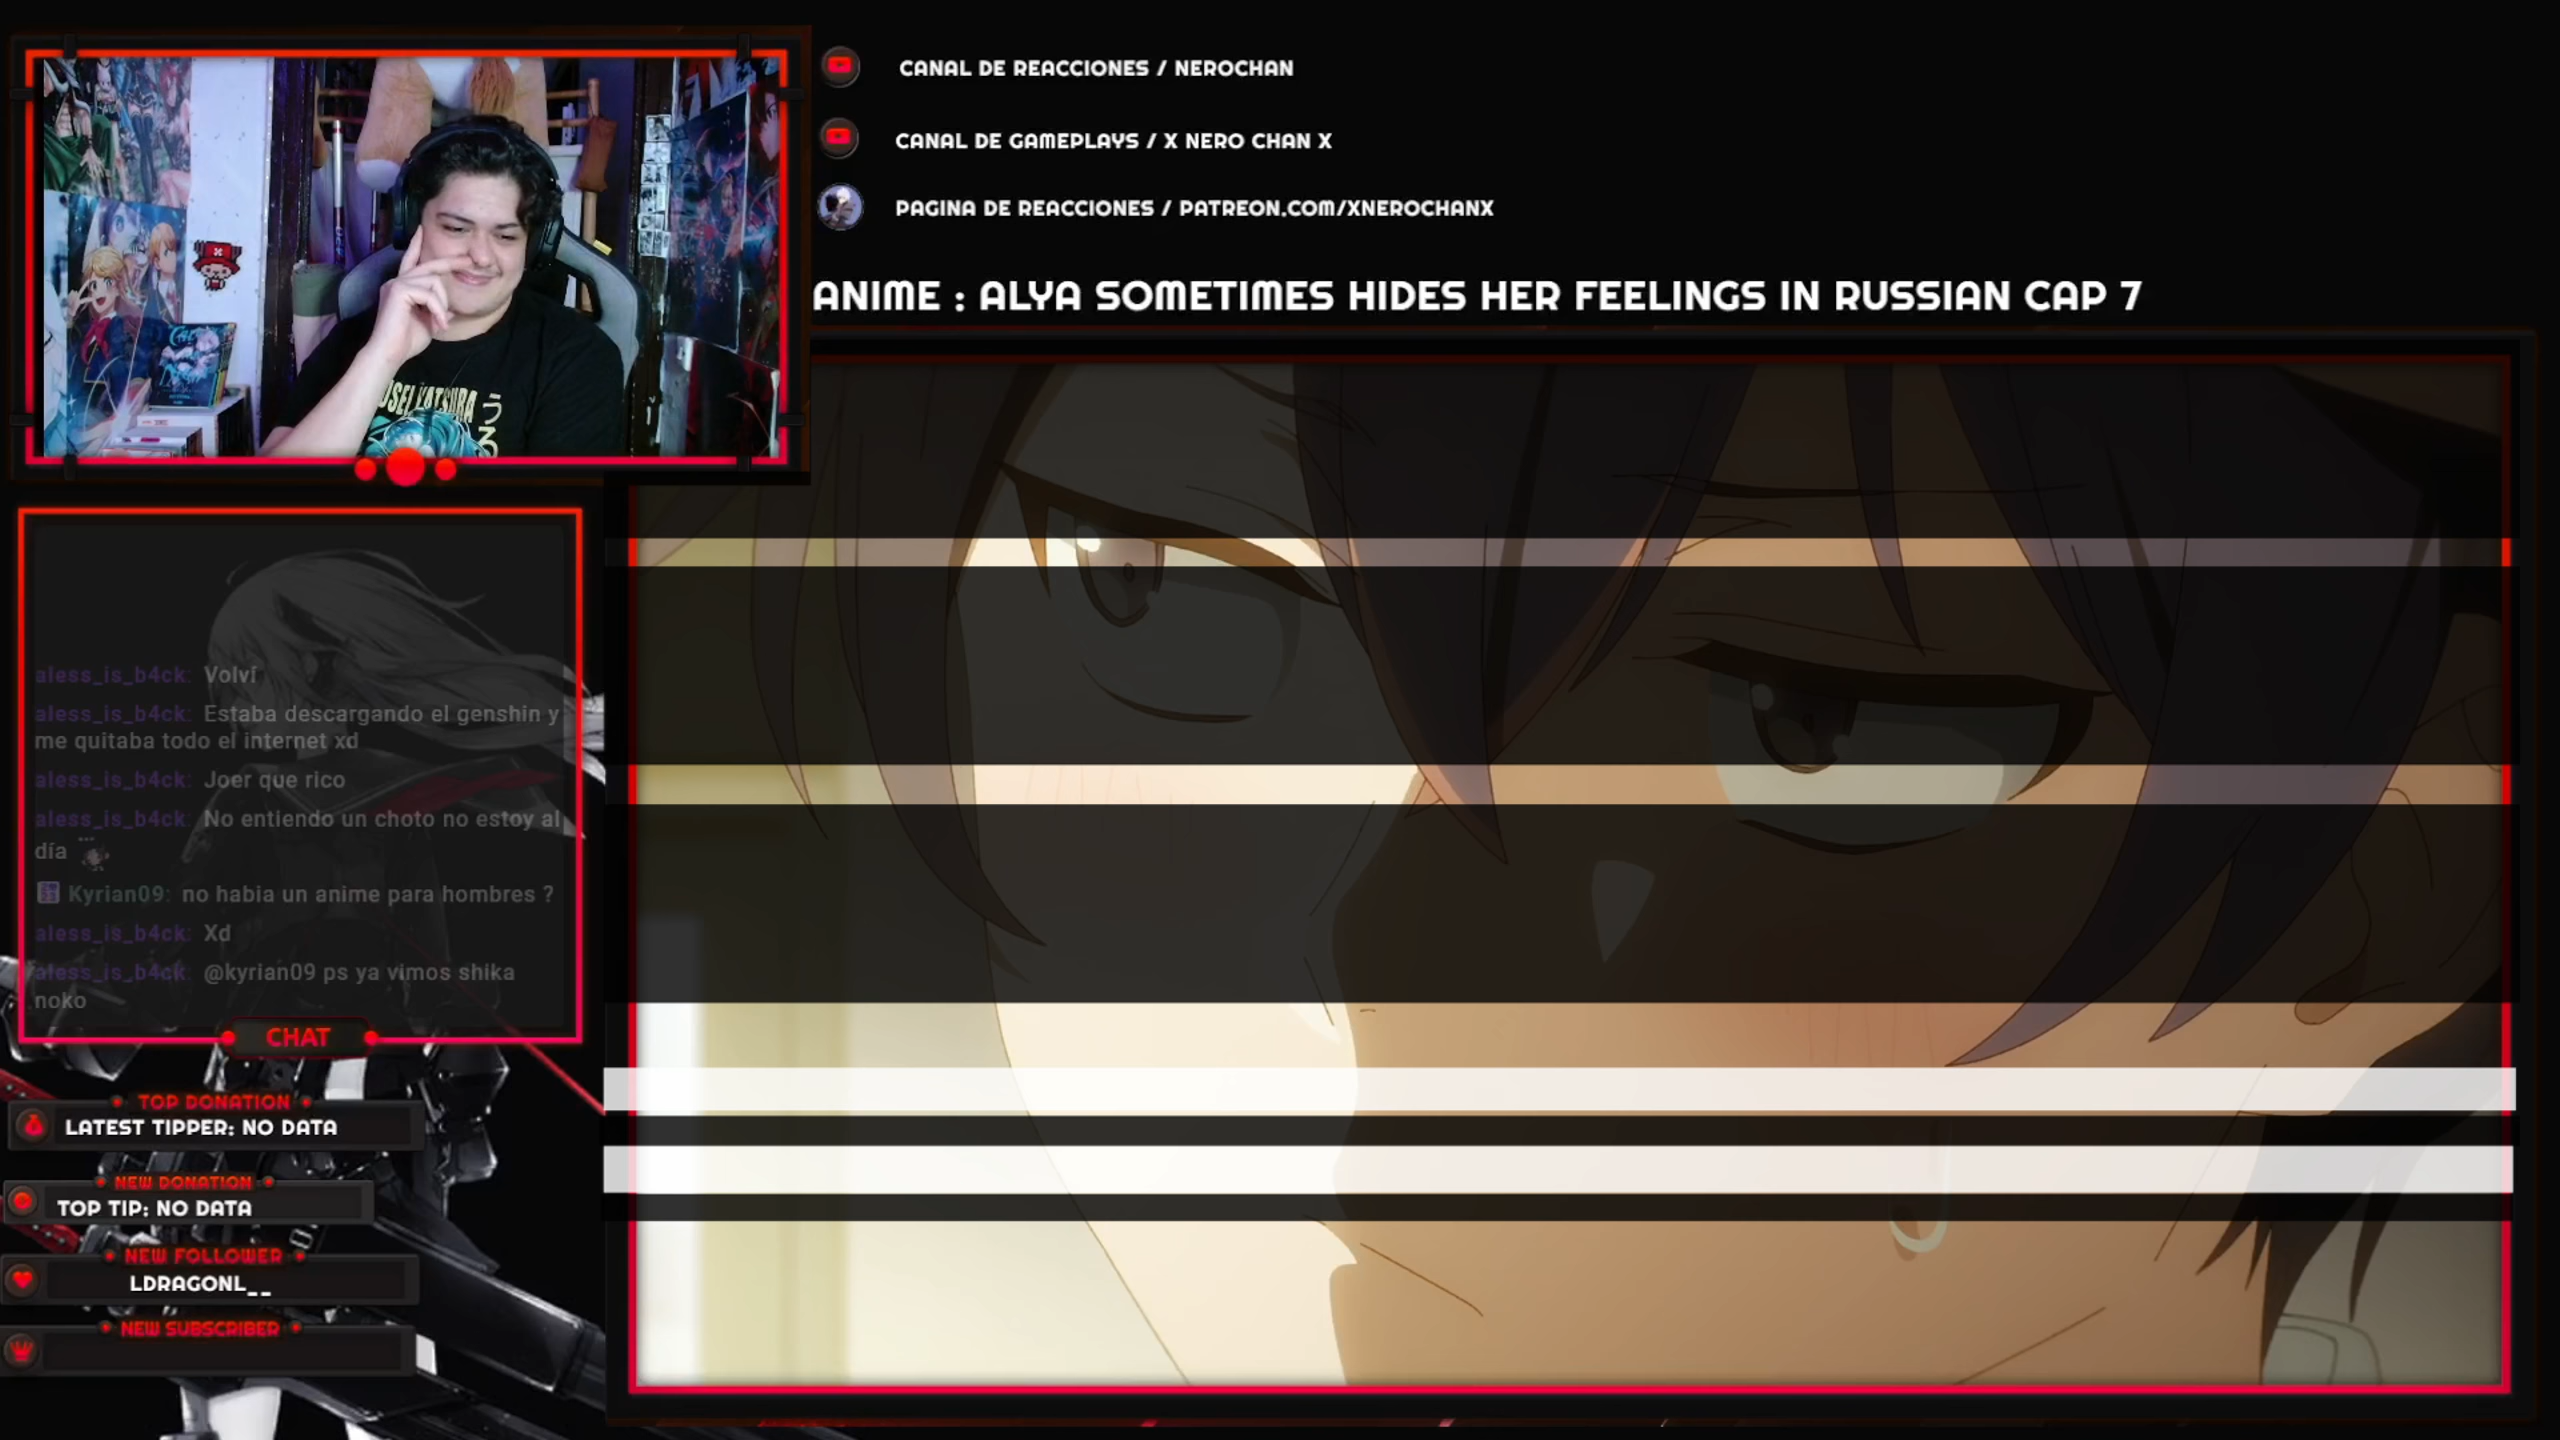 CANAL DE REACCIONES / NEROCHAN
CANAL DE GAMEPLAYS / X NERO CHAN X
PAGINA DE REACCIONES / PATREON.COM/XNEROCHANX
ANIME : ALYA SOMETIMES HIDES HER FEELINGS IN RUSSIAN CAP 7
aless_is_b4ck: Volví
aless_is_b4ck: Estaba descargando el genshin y
me quitaba todo el internet xd
aless_is_b4ck: Joer que rico
aless_is_b4ck: No entiendo un choto no estoy al
día
Kyrian09: no habia un anime para hombres ?
aless_is_b4ck: Xd
aless_is_b4ck: @kyrian09 ps ya vimos shika
noko
CHAT
TOP DONATION
LATEST TIPPER: NO DATA
NEW DONATION
TOP TIP: NO DATA
NEW FOLLOWER
LDRAGONL__
NEW SUBSCRIBER